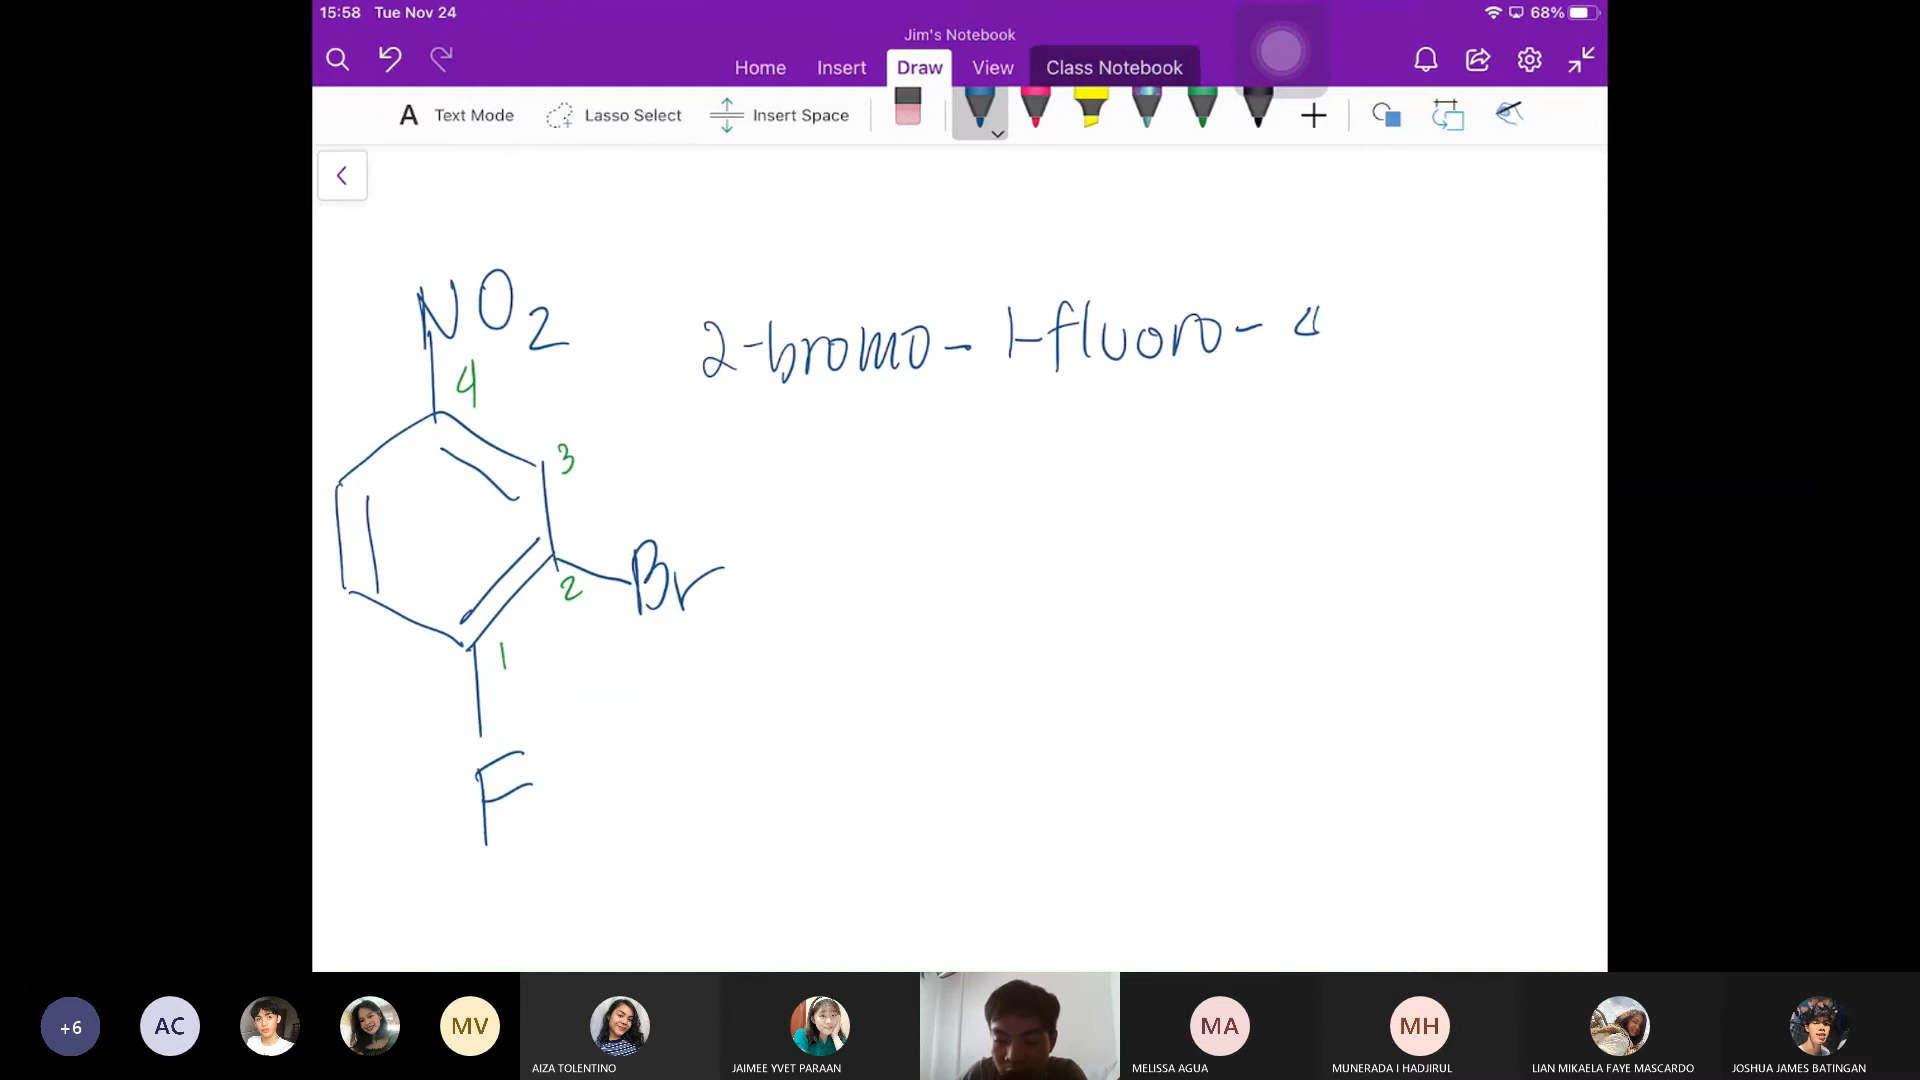 15:58 Tue Nov 24
68%
Jim's Notebook
Home Insert Draw View Class Notebook
A Text Mode Lasso Select Insert Space
NO2
2-bromo- 1-fluoro- 4
4
3
Br
2
1
F
+6 AC MV MA MH
AIZA TOLENTINO JAIMEE YVET PARAAN MELISSA AGUA MUNERADA I HADJIRUL LIAN MIKAELA FAYE MASCARDO JOSHUA JAMES BATINGAN